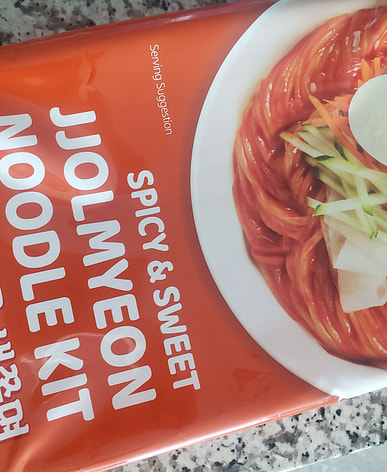 Serving Suggestion
SPICY & SWEET
JJOLMYEON
NOODLE KIT